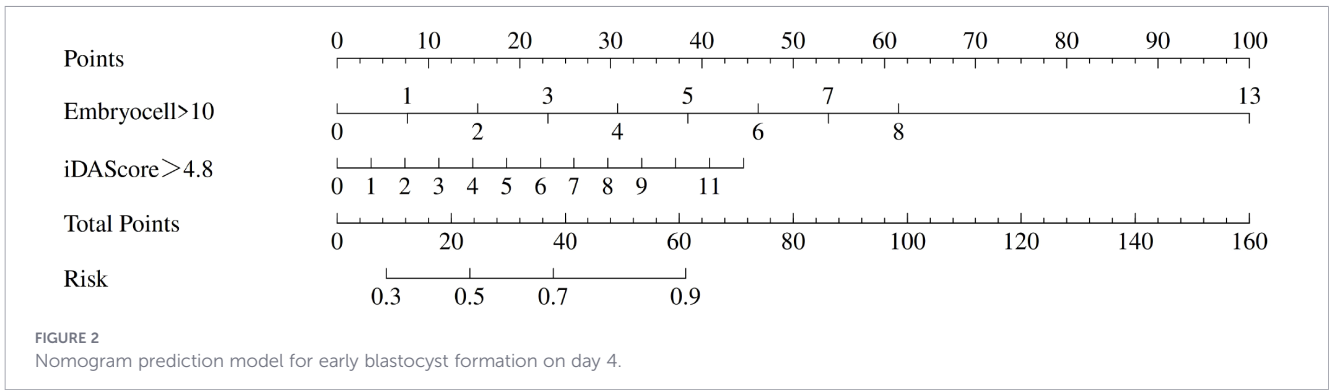 Points 0 10 20 30 40 50 60 70 80 90 100
Embryocell>10 1 3 5 7 13
0 2 4 6 8
iDAScore>4.8
0 1 2 3 4 5 6 7 8 9 11
Total Points
0 20 40 60 80 100 120 140 160
Risk
0.3 0.5 0.7 0.9
FIGURE 2
Nomogram prediction model for early blastocyst formation on day 4.